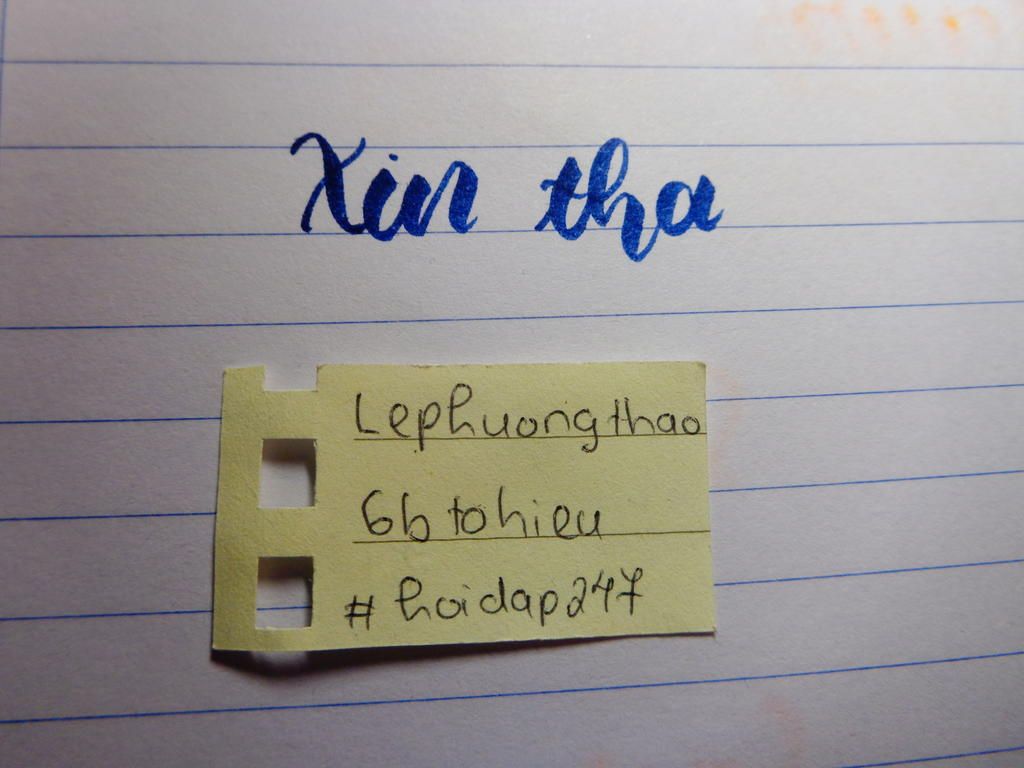 Xin tha
Lephuongthao
6b tohieu
# hoidap247